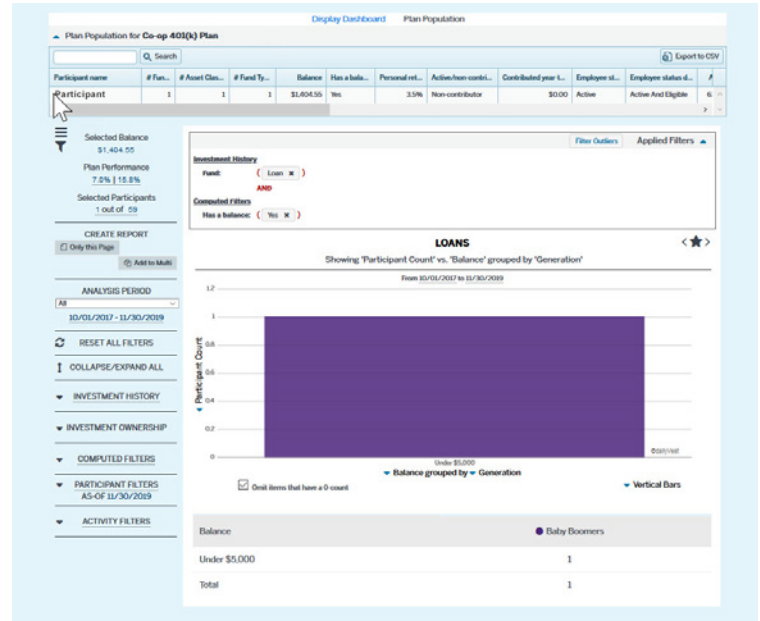 Display Dashboard Plan Population
Plan Population for Co-op 401(k) Plan
Search Export to CSV
Participant name # Fun... # Asset Clas... # Fund Ty... Balance Has a bala... Personal ret... Active/non-contri... Contributed year t... Employee st... Employee status d... A
Participant 1 1 1 $1,404.55 Yes 3.5% Non-contributor $0.00 Active Active And Eligible 6
Selected Balance
$1,404.55
Plan Performance
7.8% | 16.8%
Selected Participants
1 out of 59
CREATE REPORT
Only this Page
Add to Multi
ANALYSIS PERIOD
All
10/01/2017 - 11/30/2019
RESET ALL FILTERS
COLLAPSE/EXPAND ALL
INVESTMENT HISTORY
INVESTMENT OWNERSHIP
COMPUTED FILTERS
PARTICIPANT FILTERS
AS-OF 11/30/2019
ACTIVITY FILTERS
Filter Outliers Applied Filters
Investment History
Fund: ( Loan × )
AND
Computed Filters
Has a balance: ( Yes × )
LOANS
Showing 'Participant Count' vs. 'Balance' grouped by 'Generation'
From 10/01/2017 to 11/30/2019
Participant Count
1.2
1
0.8
0.6
0.4
0.2
0
Under $5,000
Balance grouped by Generation
Omit items that have a 0 count
Vertical Bars
Balance Baby Boomers
Under $5,000 1
Total 1